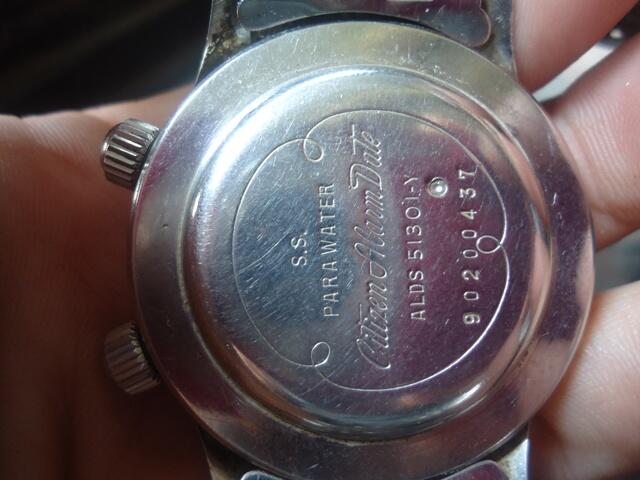 S.S.
PARAWATER
Citizen Alarm Date
ALDS 51301-Y
90200437